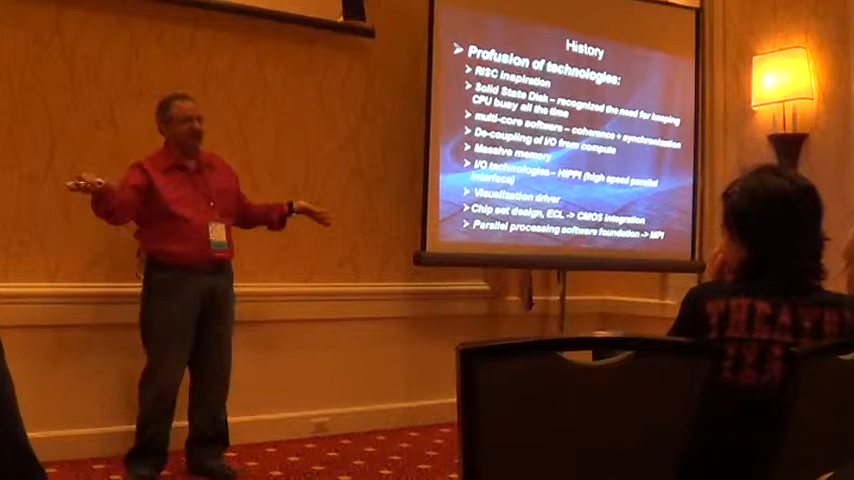 History
➢ Profusion of technologies:
➢ RISC inspiration
➢ Solid State Disk – recognized the need for keeping
CPU busy all the time
➢ multi-core software – coherence + synchronization
➢ De-coupling of I/O from compute
➢ Massive memory
➢ I/O technologies – HIPPI (high speed parallel
interface)
➢ Visualization driver
➢ Chip set design, ECL -> CMOS integration
➢ Parallel processing software foundation -> MPI